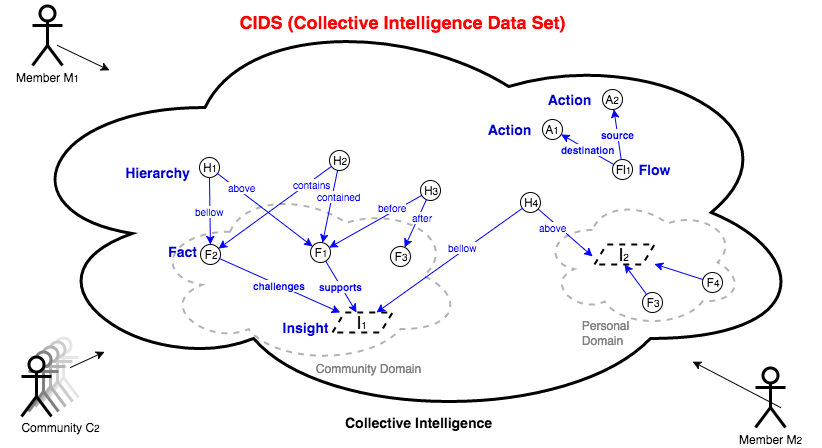 CIDS (Collective Intelligence Data Set)
Member M1
Action
A2
Action
A1
source
destination
Fl1
Flow
Hierarchy
H1
H2
H3
H4
above
contains
contained
bellow
before
after
above
bellow
Fact
F2
F1
F3
I2
challenges
supports
F3
F4
Insight
I1
Personal
Domain
Community Domain
Community C2
Collective Intelligence
Member M2